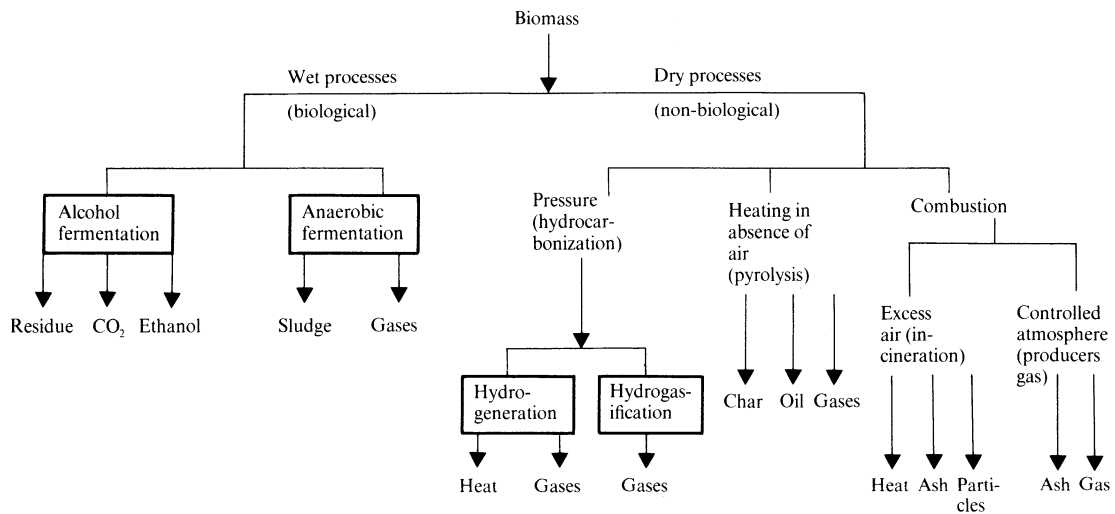 Biomass
Wet processes
(biological)
Dry processes
(non-biological)
Alcohol
fermentation
Anaerobic
fermentation
Pressure
(hydrocar-
bonization)
Heating in
absence of
air
(pyrolysis)
Combustion
Residue
CO₂
Ethanol
Sludge
Gases
Excess
air (in-
cineration)
Controlled
atmosphere
(producers
gas)
Hydro-
generation
Hydrogas-
ification
Char
Oil
Gases
Heat
Gases
Gases
Heat
Ash
Parti-
cles
Ash
Gas